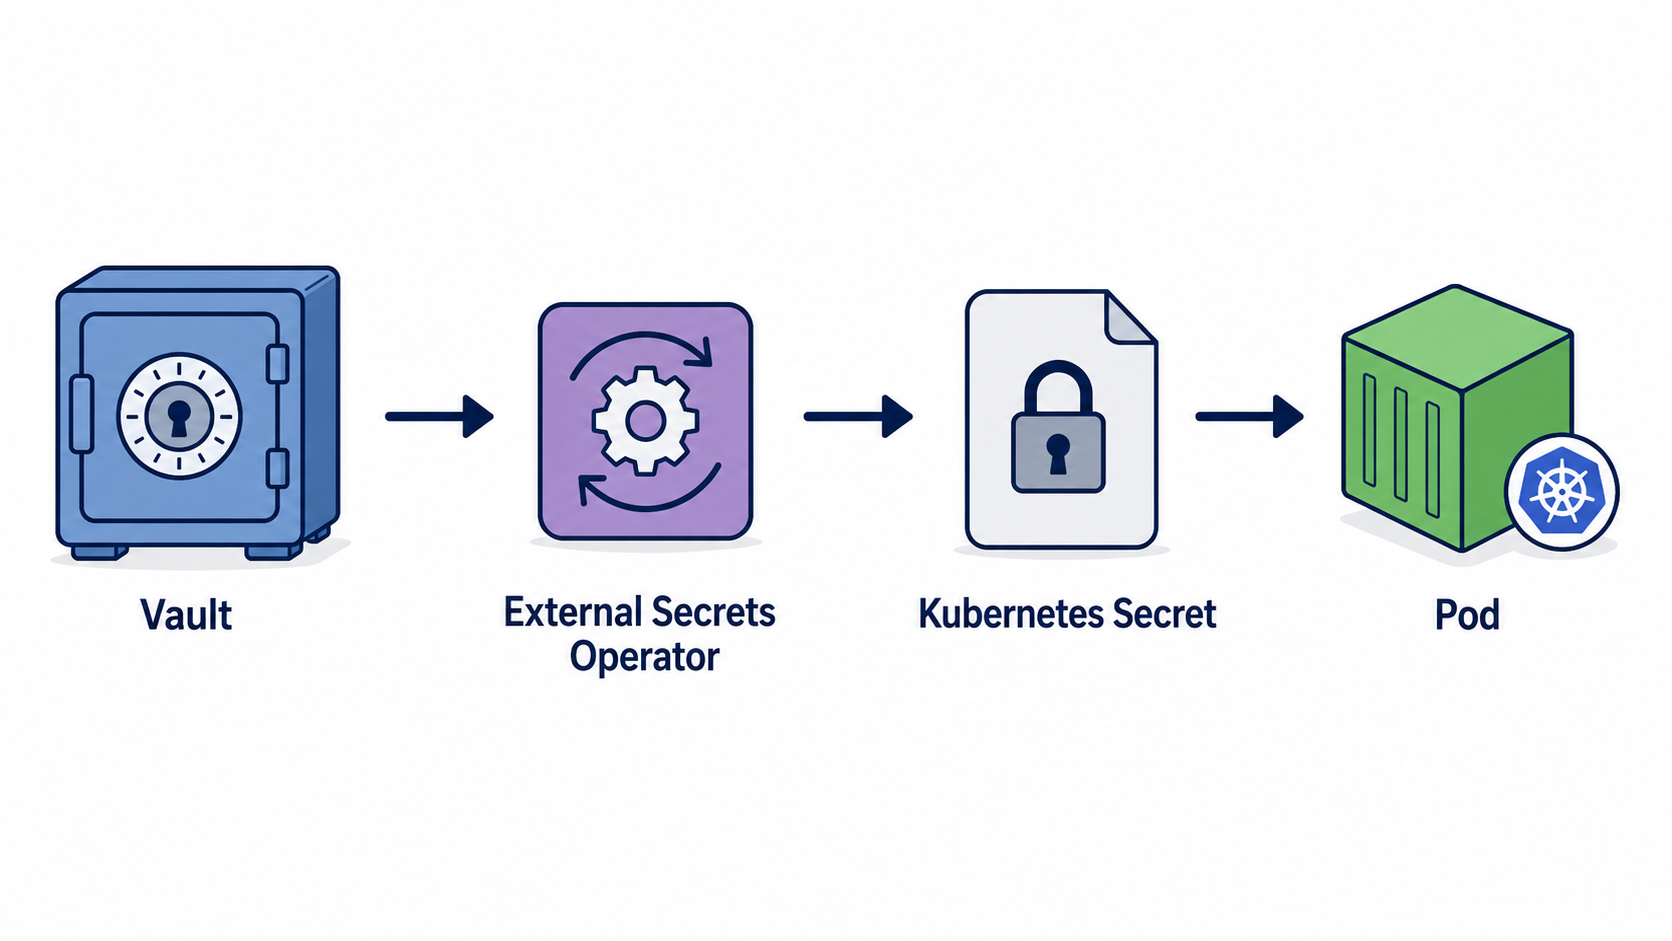 Vault
External Secrets
Operator
Kubernetes Secret
Pod